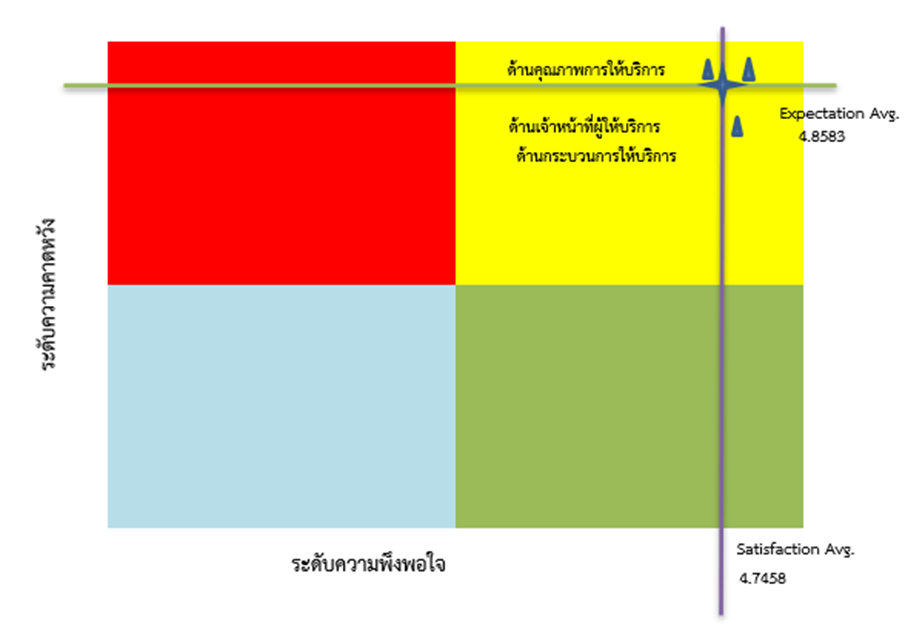 ด้านคุณภาพการให้บริการ
Expectation Avg.
4.8583
ด้านเจ้าหน้าที่ผู้ให้บริการ
ด้านกระบวนการให้บริการ
ระดับความคาดหวัง
Satisfaction Avg.
ระดับความพึงพอใจ
4.7458